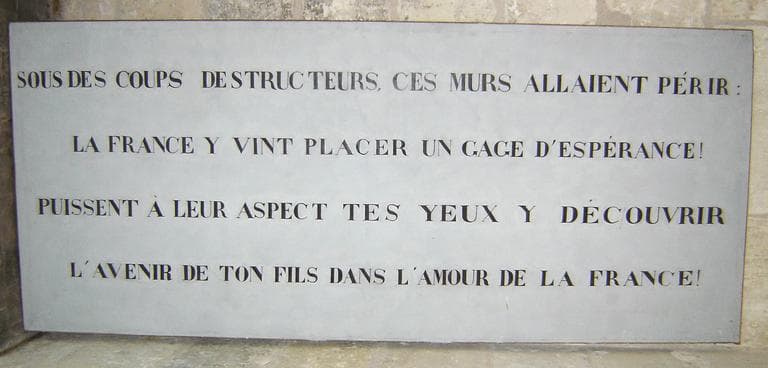 SOUS DES COUPS DESTRUCTEURS, CES MURS ALLAIENT PÉRIR :
LA FRANCE Y VINT PLACER UN GAGE D'ESPÉRANCE!
PUISSENT À LEUR ASPECT TES YEUX Y DÉCOUVRIR
L'AVENIR DE TON FILS DANS L'AMOUR DE LA FRANCE!